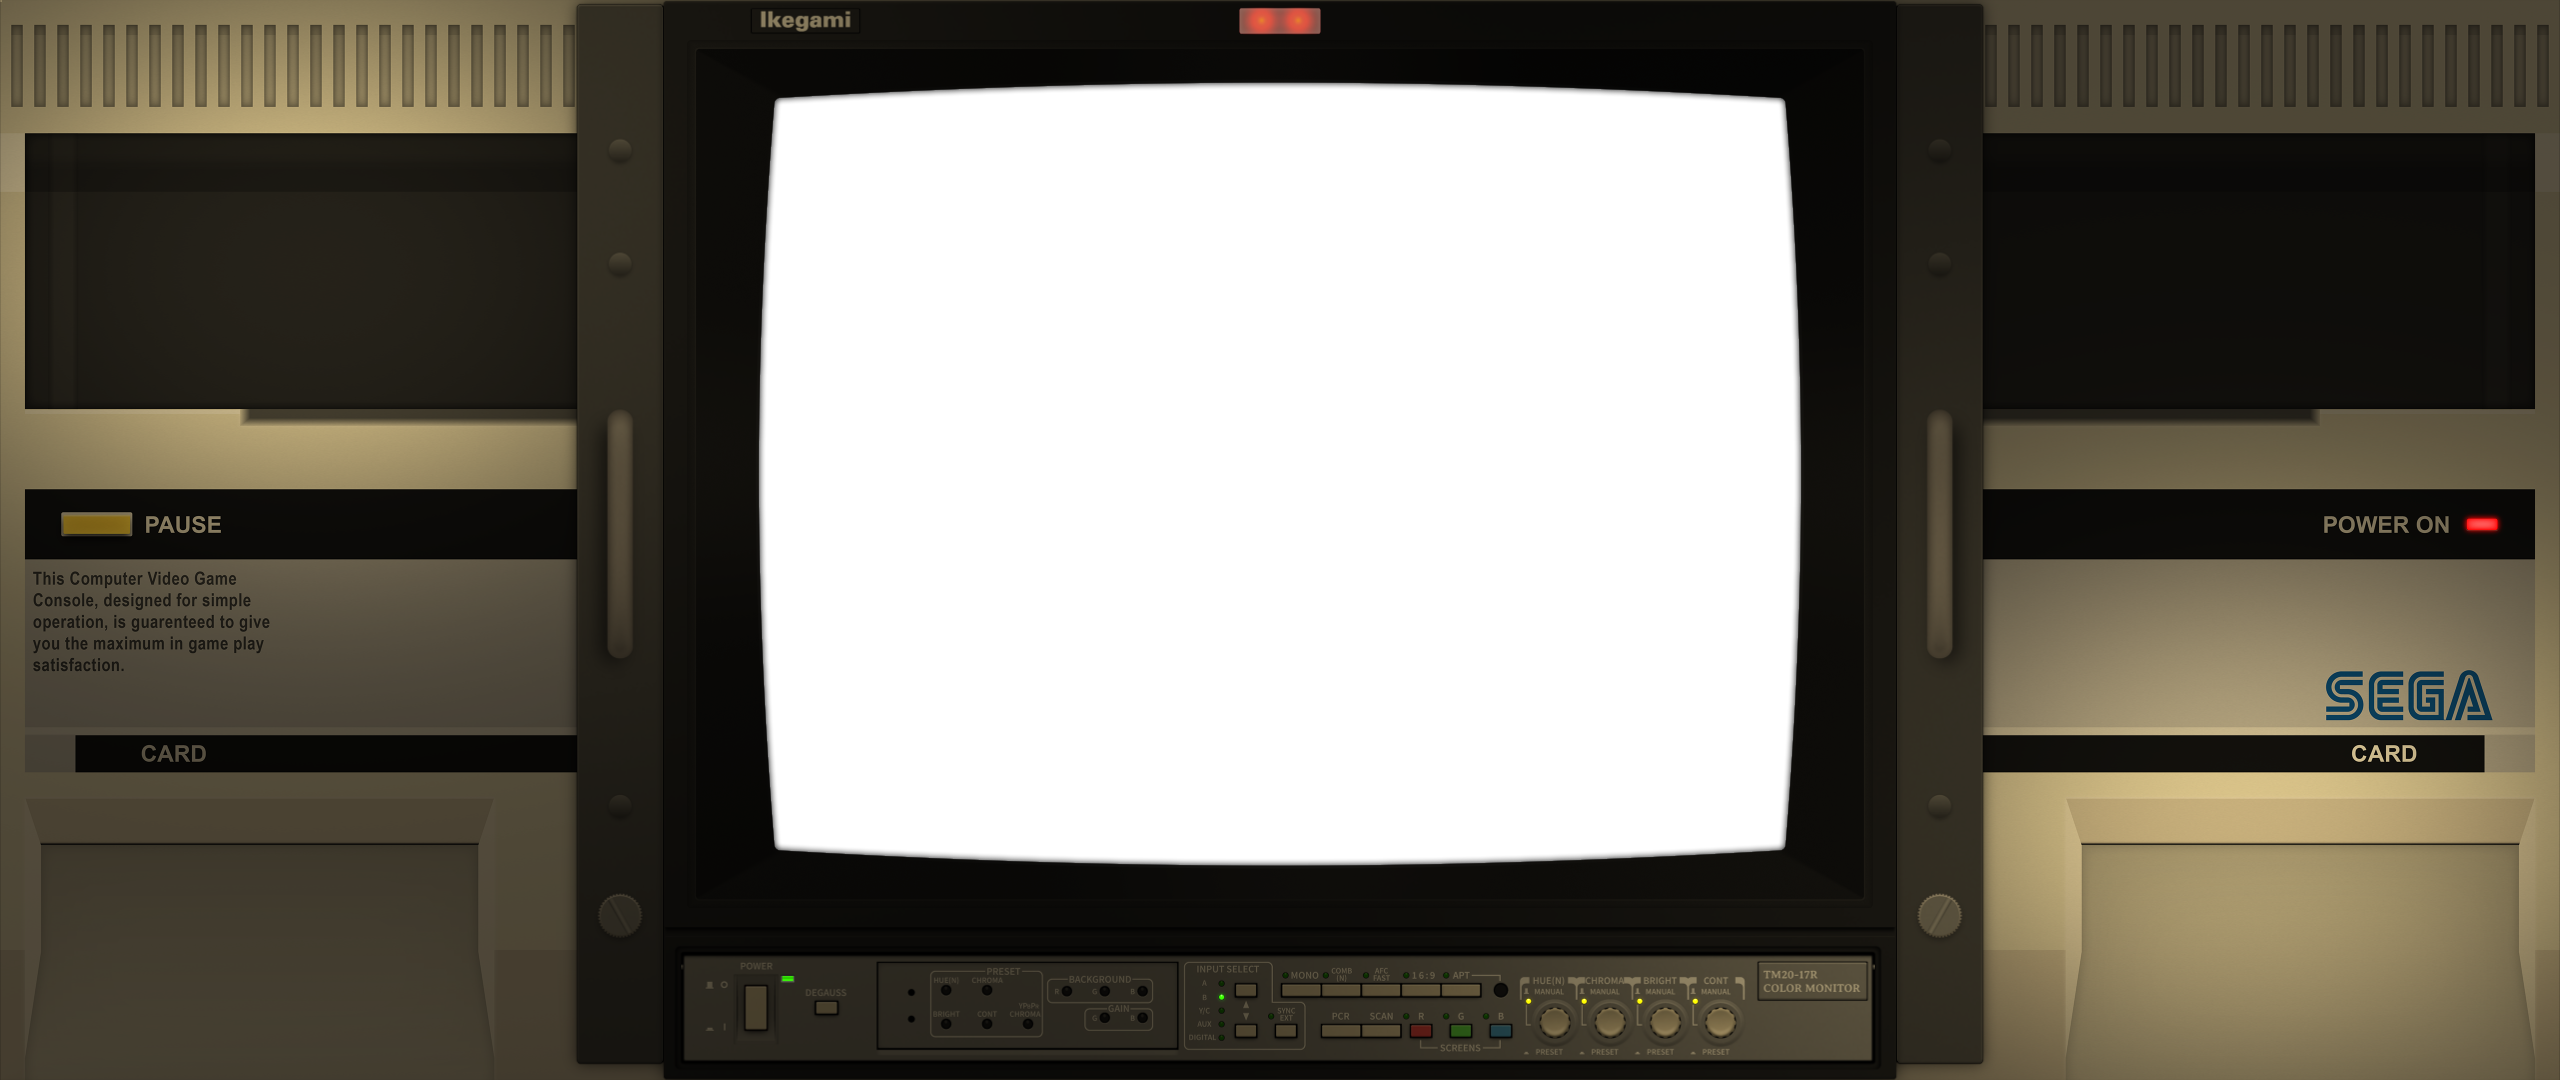 Ikegami
PAUSE
POWER ON
This Computer Video Game
Console, designed for simple
operation, is guarenteed to give
you the maximum in game play
satisfaction.
SEGA
CARD
CARD
POWER
DEGAUSS
PRESET
HUE(N) CHROMA
BRIGHT CONT
YPbPr
CHROMA
BACKGROUND
R G B
GAIN
G B
INPUT SELECT
A
B
Y/C
AUX
DIGITAL
SYNC
EXT
MONO
COMB
(N)
AFC
FAST
16:9
APT
PCR SCAN R G B
SCREENS
HUE(N) CHROMA BRIGHT CONT
MANUAL MANUAL MANUAL MANUAL
PRESET PRESET PRESET PRESET
TM20-17R
COLOR MONITOR